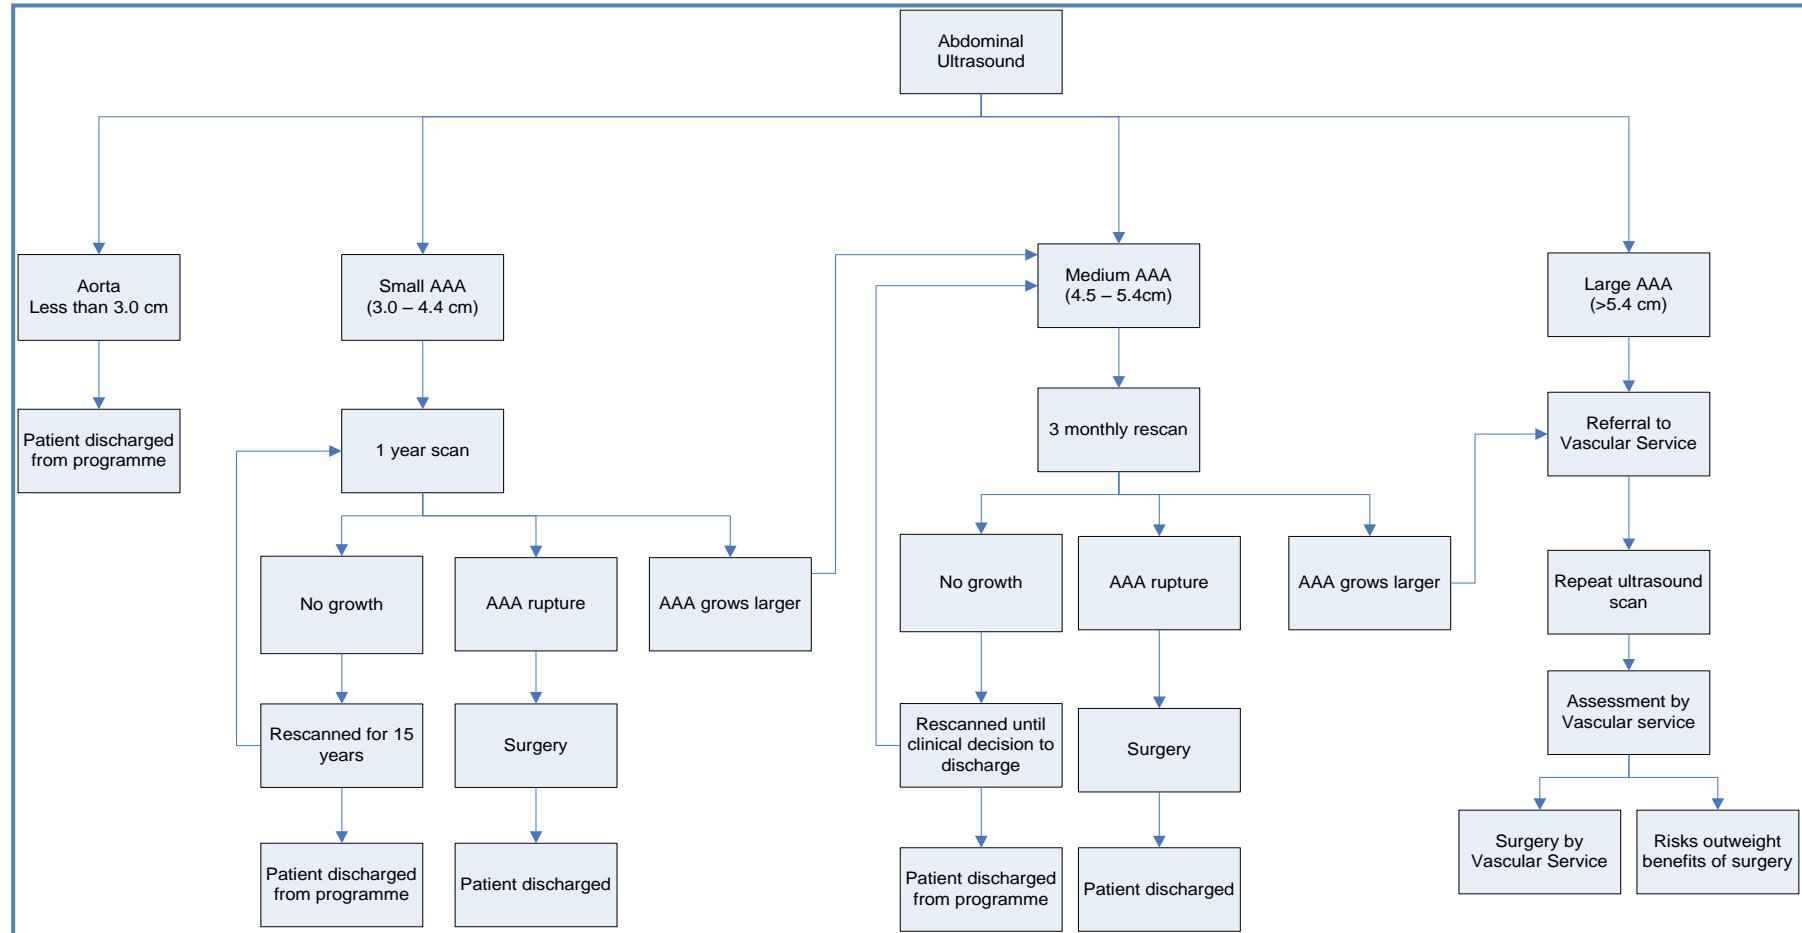 Abdominal
Ultrasound
Aorta
Less than 3.0 cm
Small AAA
(3.0 – 4.4 cm)
Medium AAA
(4.5 – 5.4cm)
Large AAA
(>5.4 cm)
Patient discharged
from programme
1 year scan
3 monthly rescan
Referral to
Vascular Service
No growth
AAA rupture
AAA grows larger
No growth
AAA rupture
AAA grows larger
Repeat ultrasound
scan
Rescanned for 15
years
Surgery
Rescanned until
clinical decision to
discharge
Surgery
Assessment by
Vascular service
Patient discharged
from programme
Patient discharged
Patient discharged
from programme
Patient discharged
Surgery by
Vascular Service
Risks outweight
benefits of surgery